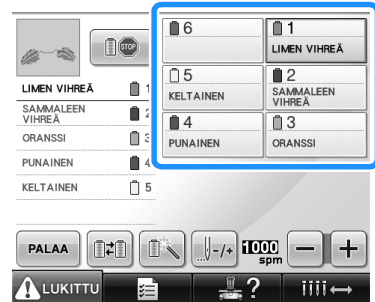 6
1
LIMEN VIHREÄ
5
KELTAINEN
2
SAMMALEEN
VIHREÄ
4
PUNAINEN
3
ORANSSI
STOP
LIMEN VIHREÄ 1
SAMMALEEN
VIHREÄ 2
ORANSSI 3
PUNAINEN 4
KELTAINEN 5
PALAA
-/+
1000
spm
- +
LUKITTU
?